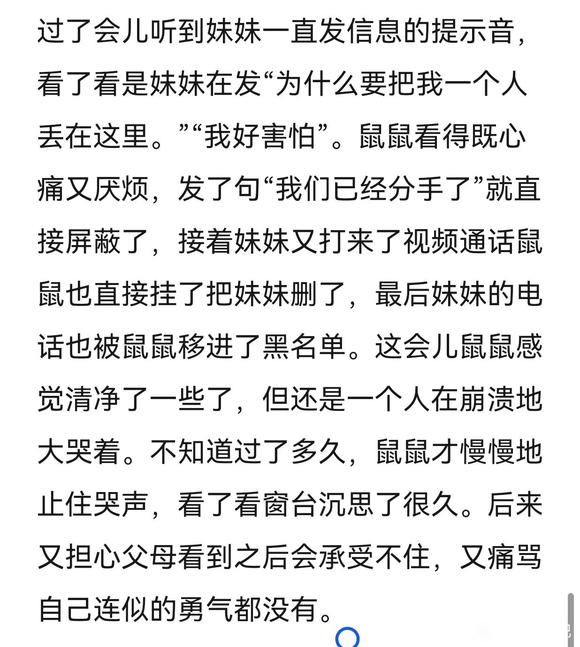 过了会儿听到妹妹一直发信息的提示音，
看了看是妹妹在发“为什么要把我一个人
丢在这里。”“我好害怕”。鼠鼠看得既心
痛又厌烦，发了句“我们已经分手了”就直
接屏蔽了，接着妹妹又打来了视频通话鼠
鼠也直接挂了把妹妹删了，最后妹妹的电
话也被鼠鼠移进了黑名单。这会儿鼠鼠感
觉清净了一些了，但还是一个人在崩溃地
大哭着。不知道过了多久，鼠鼠才慢慢地
止住哭声，看了看窗台沉思了很久。后来
又担心父母看到之后会承受不住，又痛骂
自己连似的勇气都没有。